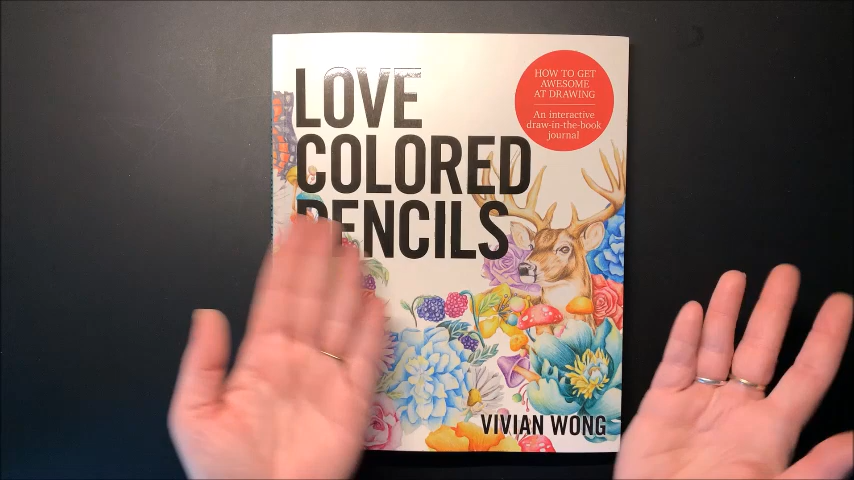 LOVE
COLORED
PENCILS
HOW TO GET
AWESOME
AT DRAWING
An interactive
draw-in-the-book
journal
VIVIAN WONG